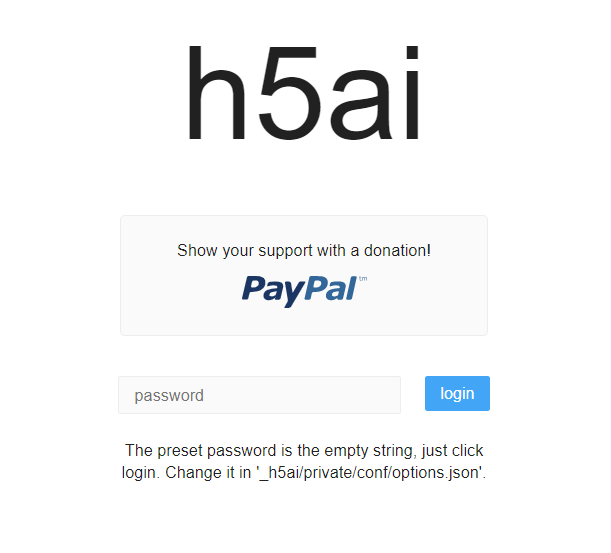 h5ai
Show your support with a donation!
PayPal™
password
login
The preset password is the empty string, just click
login. Change it in '_h5ai/private/conf/options.json'.